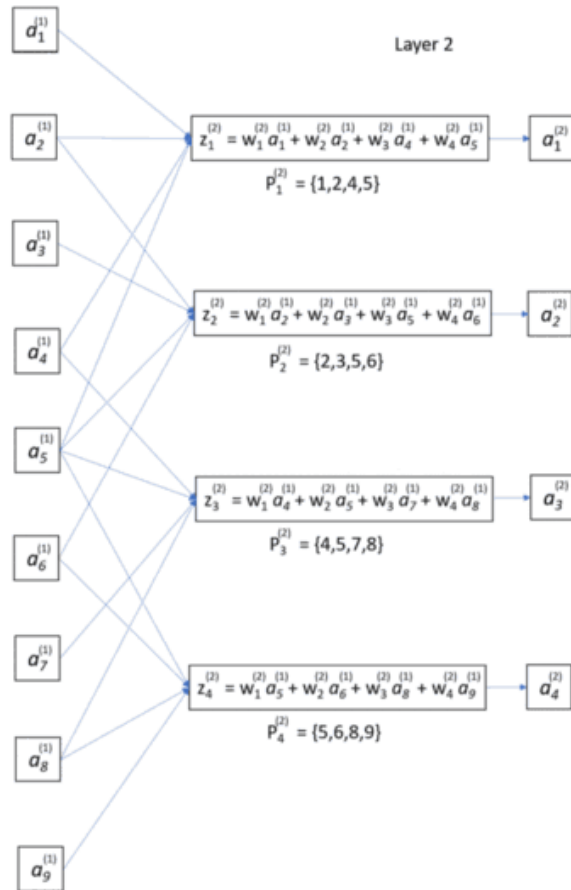 a₁⁽¹⁾
Layer 2
a₂⁽¹⁾
z₁⁽²⁾ = w₁⁽²⁾a₁⁽¹⁾ + w₂⁽²⁾a₂⁽¹⁾ + w₃⁽²⁾a₄⁽¹⁾ + w₄⁽²⁾a₅⁽¹⁾
a₁⁽²⁾
P₁⁽²⁾ = {1,2,4,5}
a₃⁽¹⁾
z₂⁽²⁾ = w₁⁽²⁾a₂⁽¹⁾ + w₂⁽²⁾a₃⁽¹⁾ + w₃⁽²⁾a₅⁽¹⁾ + w₄⁽²⁾a₆⁽¹⁾
a₂⁽²⁾
a₄⁽¹⁾
P₂⁽²⁾ = {2,3,5,6}
a₅⁽¹⁾
z₃⁽²⁾ = w₁⁽²⁾a₄⁽¹⁾ + w₂⁽²⁾a₅⁽¹⁾ + w₃⁽²⁾a₇⁽¹⁾ + w₄⁽²⁾a₈⁽¹⁾
a₃⁽²⁾
P₃⁽²⁾ = {4,5,7,8}
a₆⁽¹⁾
a₇⁽¹⁾
z₄⁽²⁾ = w₁⁽²⁾a₅⁽¹⁾ + w₂⁽²⁾a₆⁽¹⁾ + w₃⁽²⁾a₈⁽¹⁾ + w₄⁽²⁾a₉⁽¹⁾
a₄⁽²⁾
P₄⁽²⁾ = {5,6,8,9}
a₈⁽¹⁾
a₉⁽¹⁾